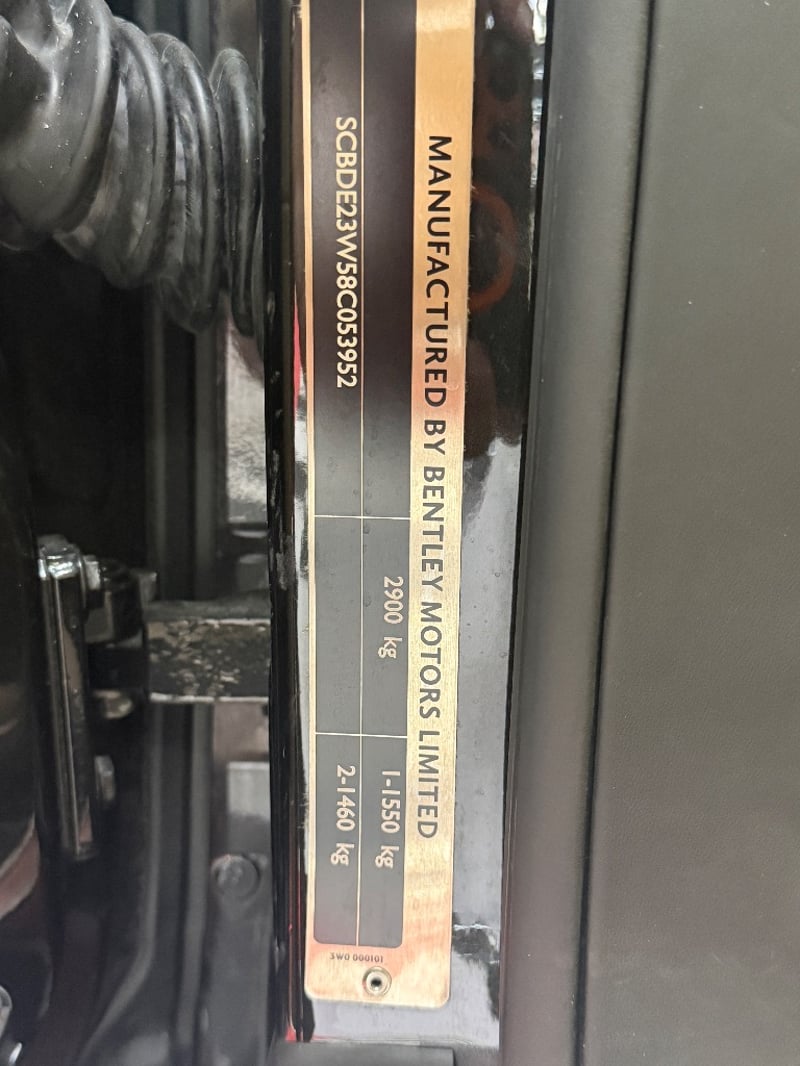 MANUFACTURED BY BENTLEY MOTORS LIMITED
2900 kg
1-1550 kg
SCBDE23W58C053952
2-1460 kg
3W0 000101